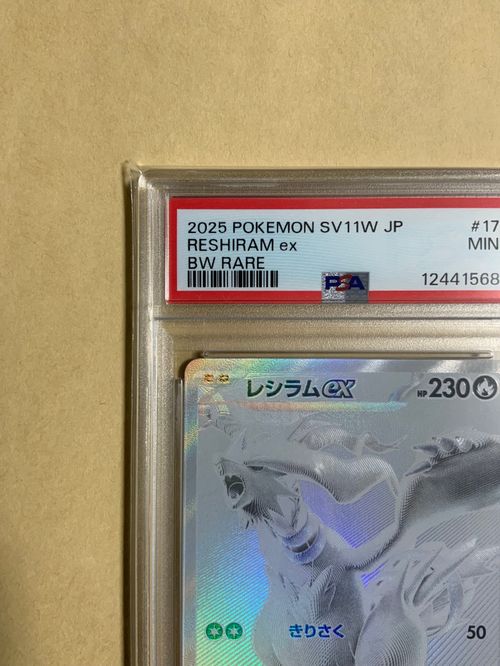 2025 POKEMON SV11W JP #17
RESHIRAM ex MIN
BW RARE
PSA 12441568
レシラムex HP230
きりさく 50